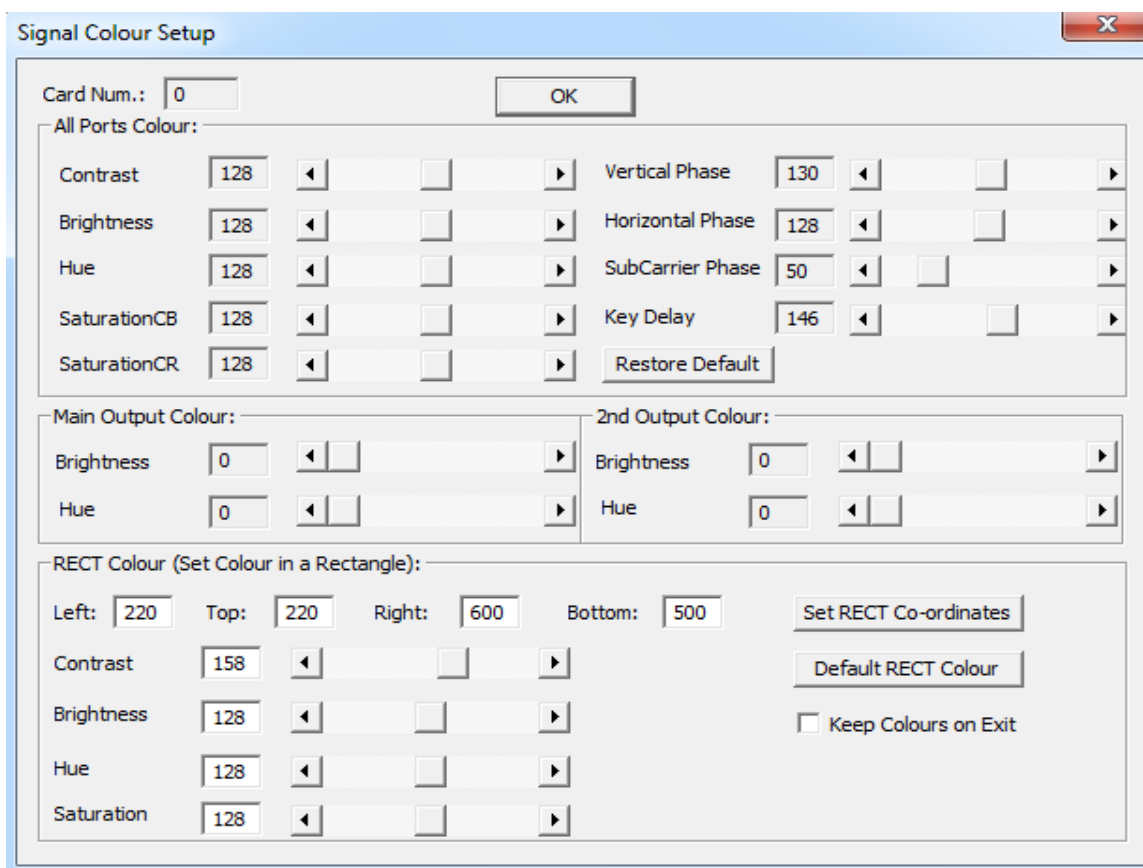 Signal Colour Setup
Card Num.: 0 OK
All Ports Colour:
Contrast 128 Vertical Phase 130
Brightness 128 Horizontal Phase 128
Hue 128 SubCarrier Phase 50
SaturationCB 128 Key Delay 146
SaturationCR 128 Restore Default
Main Output Colour: 2nd Output Colour:
Brightness 0 Brightness 0
Hue 0 Hue 0
RECT Colour (Set Colour in a Rectangle):
Left: 220 Top: 220 Right: 600 Bottom: 500 Set RECT Co-ordinates
Contrast 158 Default RECT Colour
Brightness 128 Keep Colours on Exit
Hue 128
Saturation 128